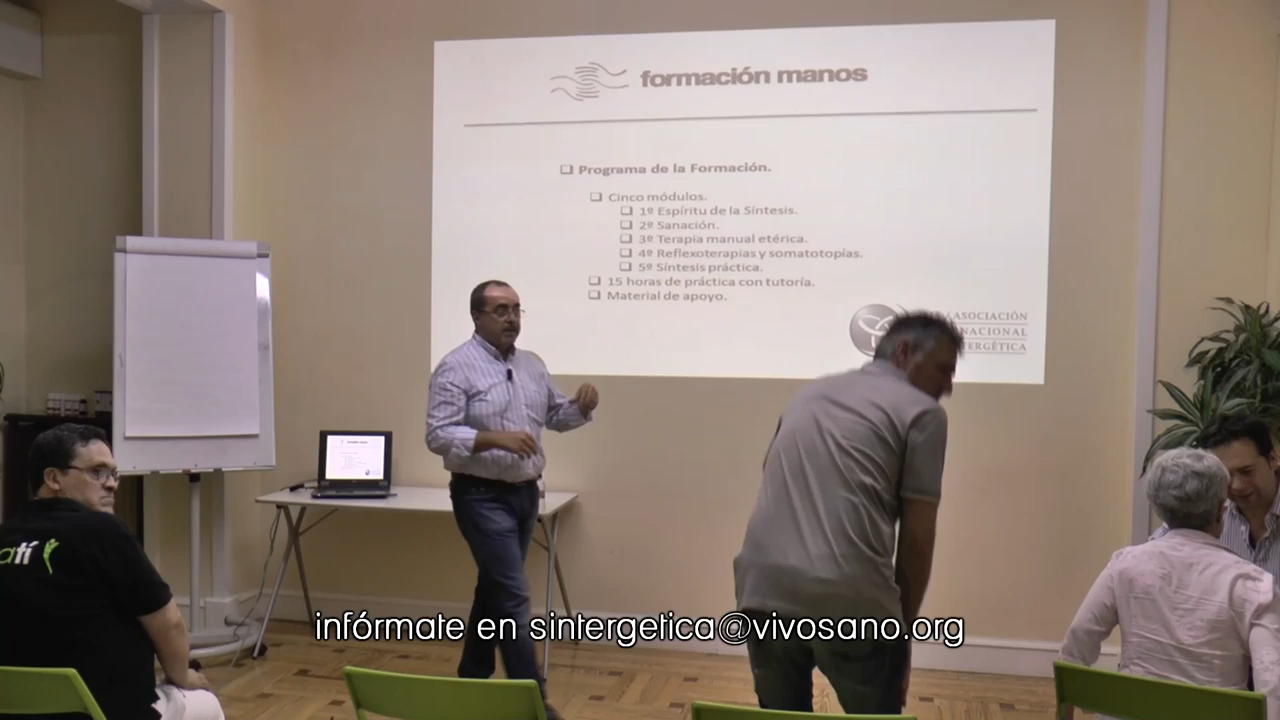 formación manos
❑ Programa de la Formación.
❑ Cinco módulos.
❑ 1º Espíritu de la Síntesis.
❑ 2º Sanación.
❑ 3º Terapia manual etérica.
❑ 4º Reflexoterapias y somatotopías.
❑ 5º Síntesis práctica.
❑ 15 horas de práctica con tutoría.
❑ Material de apoyo.
ASOCIACIÓN
NACIONAL
ERGÉTICA
atí
infórmate en sintergetica@vivosano.org